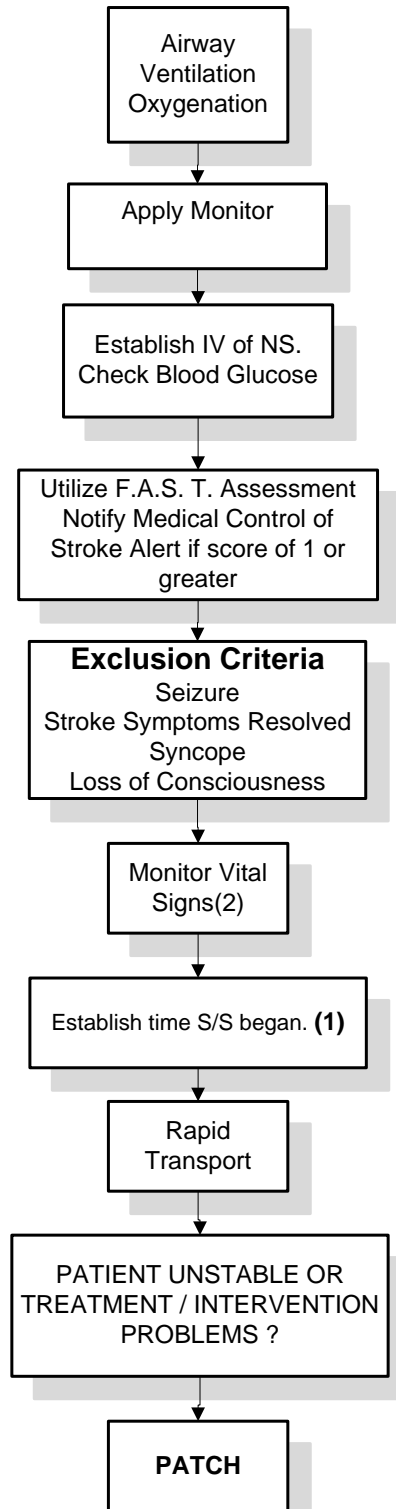 Airway
Ventilation
Oxygenation
Apply Monitor
Establish IV of NS.
Check Blood Glucose
Utilize F.A.S. T. Assessment
Notify Medical Control of
Stroke Alert if score of 1 or
greater
Exclusion Criteria
Seizure
Stroke Symptoms Resolved
Syncope
Loss of Consciousness
Monitor Vital
Signs(2)
Establish time S/S began. (1)
Rapid
Transport
PATIENT UNSTABLE OR
TREATMENT / INTERVENTION
PROBLEMS ?
PATCH